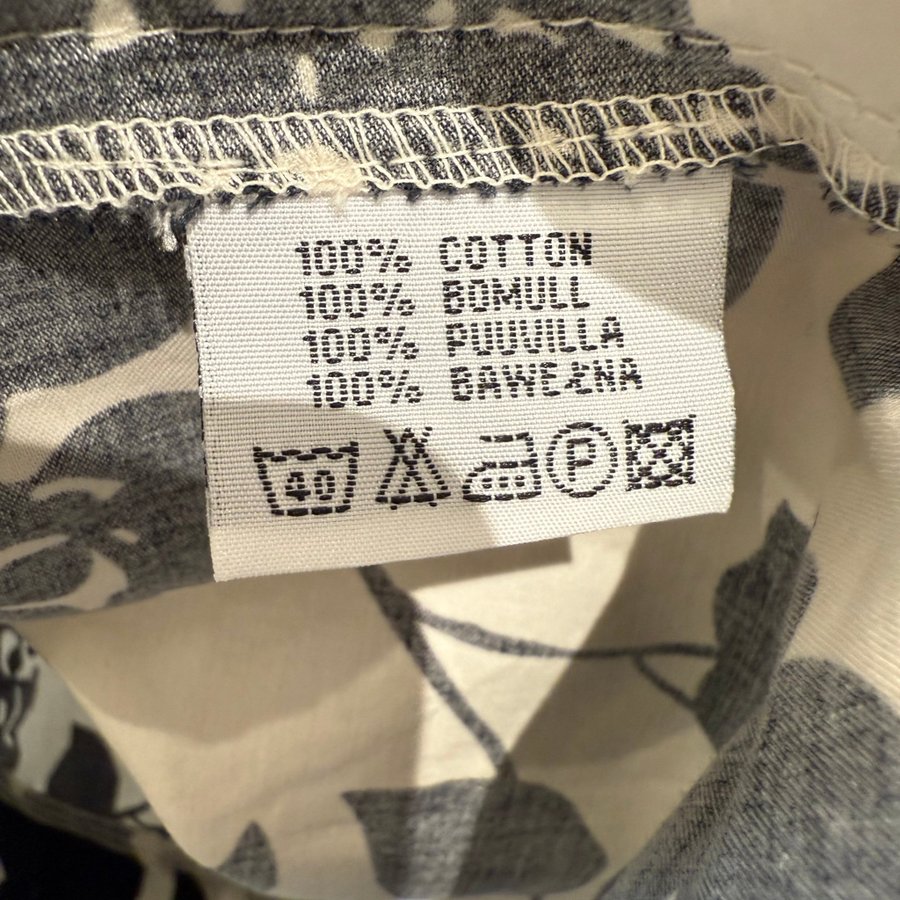 100% COTTON
100% BOMULL
100% PUUVILLA
100% BAWEŁNA
40 P